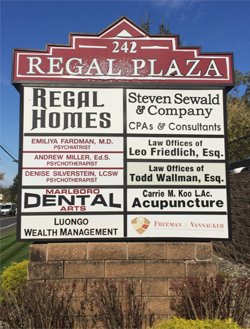 242
REGAL PLAZA
REGAL
HOMES
EMILIYA FARDMAN, M.D.
PSYCHIATRIST
ANDREW MILLER, Ed.S.
PSYCHOTHERAPIST
DENISE SILVERSTEIN, LCSW
PSYCHOTHERAPIST
MARLBORO
DENTAL
ARTS
LUONGO
WEALTH MANAGEMENT
Steven Sewald
& Company
CPAs & Consultants
Law Offices of
Leo Friedlich, Esq.
Law Offices of
Todd Wallman, Esq.
Carrie M. Koo L.Ac.
Acupuncture
FREEMAN VANNAUKER